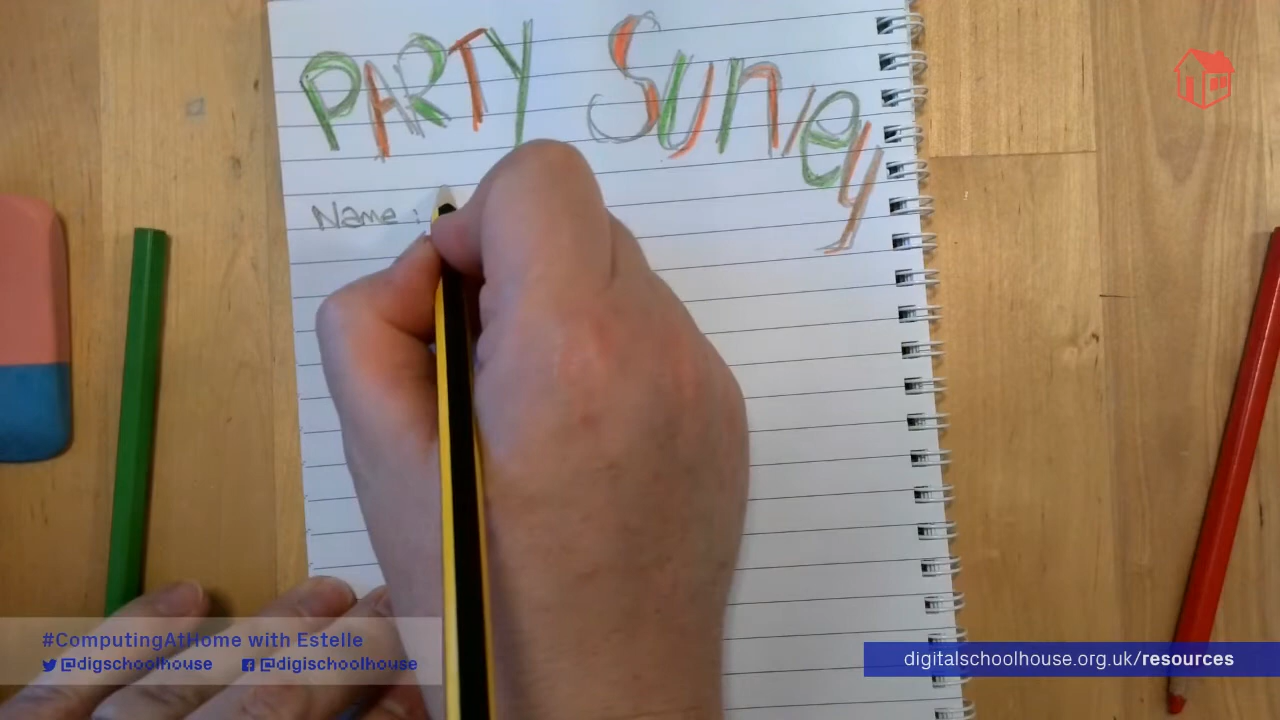 PARTY Survey
Name:
#ComputingAtHome with Estelle
@digschoolhouse @digischoolhouse
digitalschoolhouse.org.uk/resources